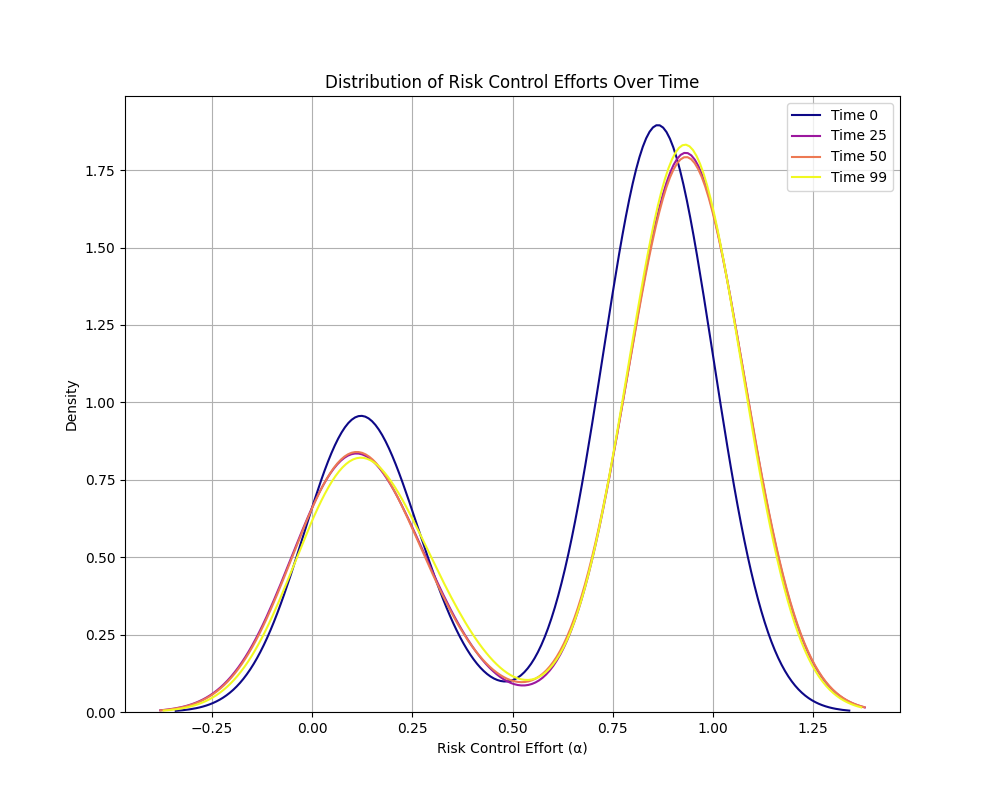 Distribution of Risk Control Efforts Over Time
Time 0
Time 25
Time 50
Time 99
Density
1.75
1.50
1.25
1.00
0.75
0.50
0.25
0.00
−0.25 0.00 0.25 0.50 0.75 1.00 1.25
Risk Control Effort (α)